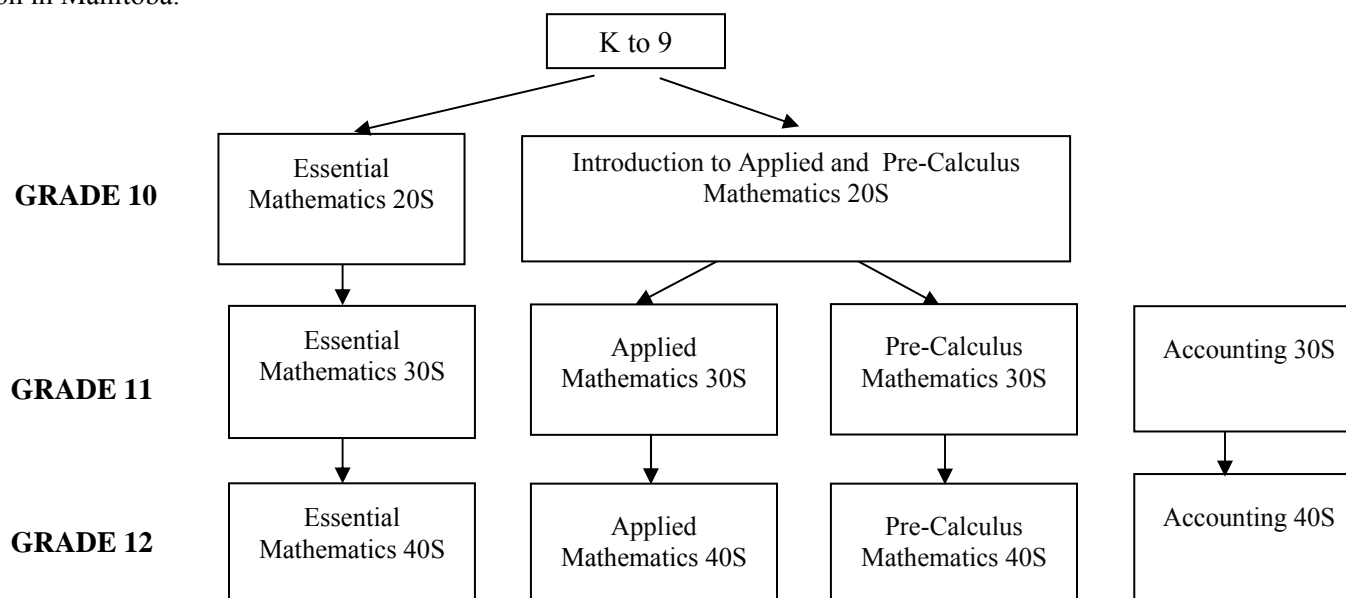 on in Manitoba.
K to 9
GRADE 10
Essential
Mathematics 20S
Introduction to Applied and Pre-Calculus
Mathematics 20S
GRADE 11
Essential
Mathematics 30S
Applied
Mathematics 30S
Pre-Calculus
Mathematics 30S
Accounting 30S
GRADE 12
Essential
Mathematics 40S
Applied
Mathematics 40S
Pre-Calculus
Mathematics 40S
Accounting 40S